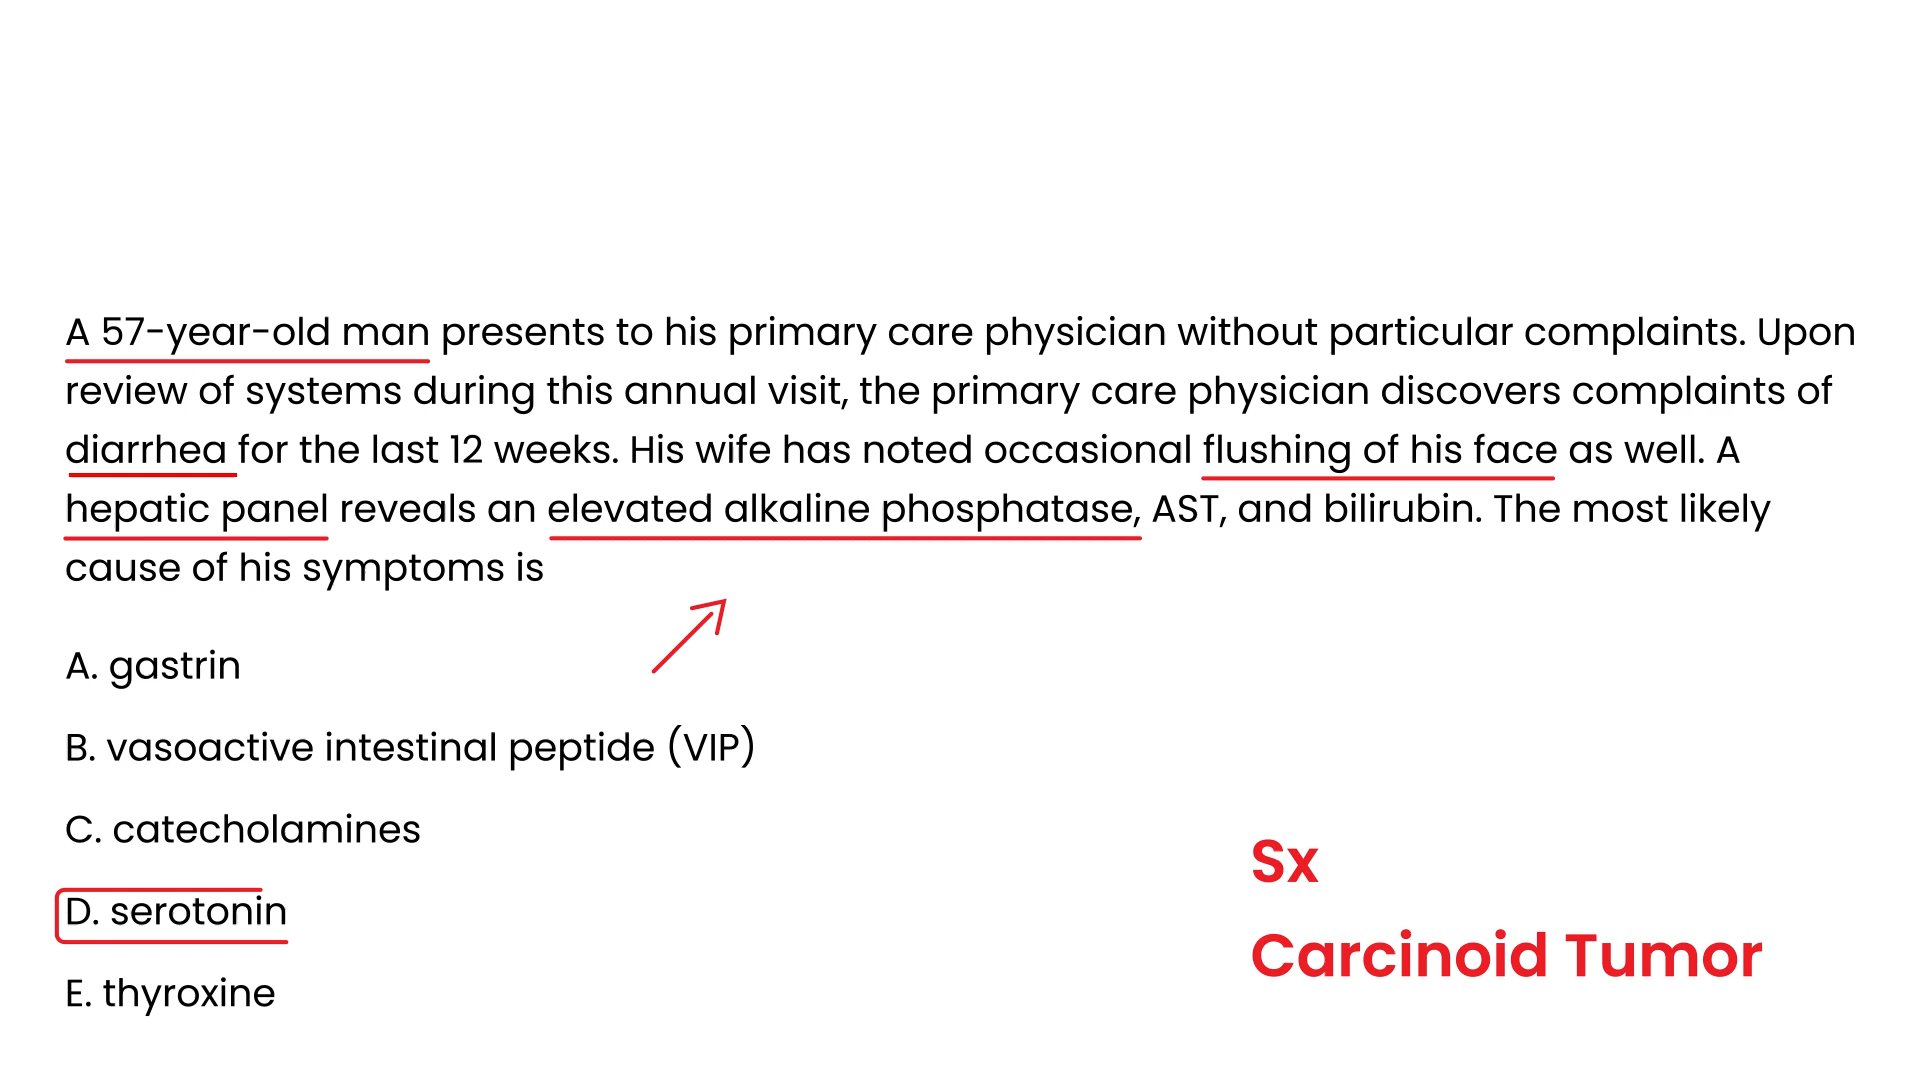 A 57-year-old man presents to his primary care physician without particular complaints. Upon
review of systems during this annual visit, the primary care physician discovers complaints of
diarrhea for the last 12 weeks. His wife has noted occasional flushing of his face as well. A
hepatic panel reveals an elevated alkaline phosphatase, AST, and bilirubin. The most likely
cause of his symptoms is
A. gastrin
B. vasoactive intestinal peptide (VIP)
C. catecholamines
D. serotonin
E. thyroxine
Sx
Carcinoid Tumor